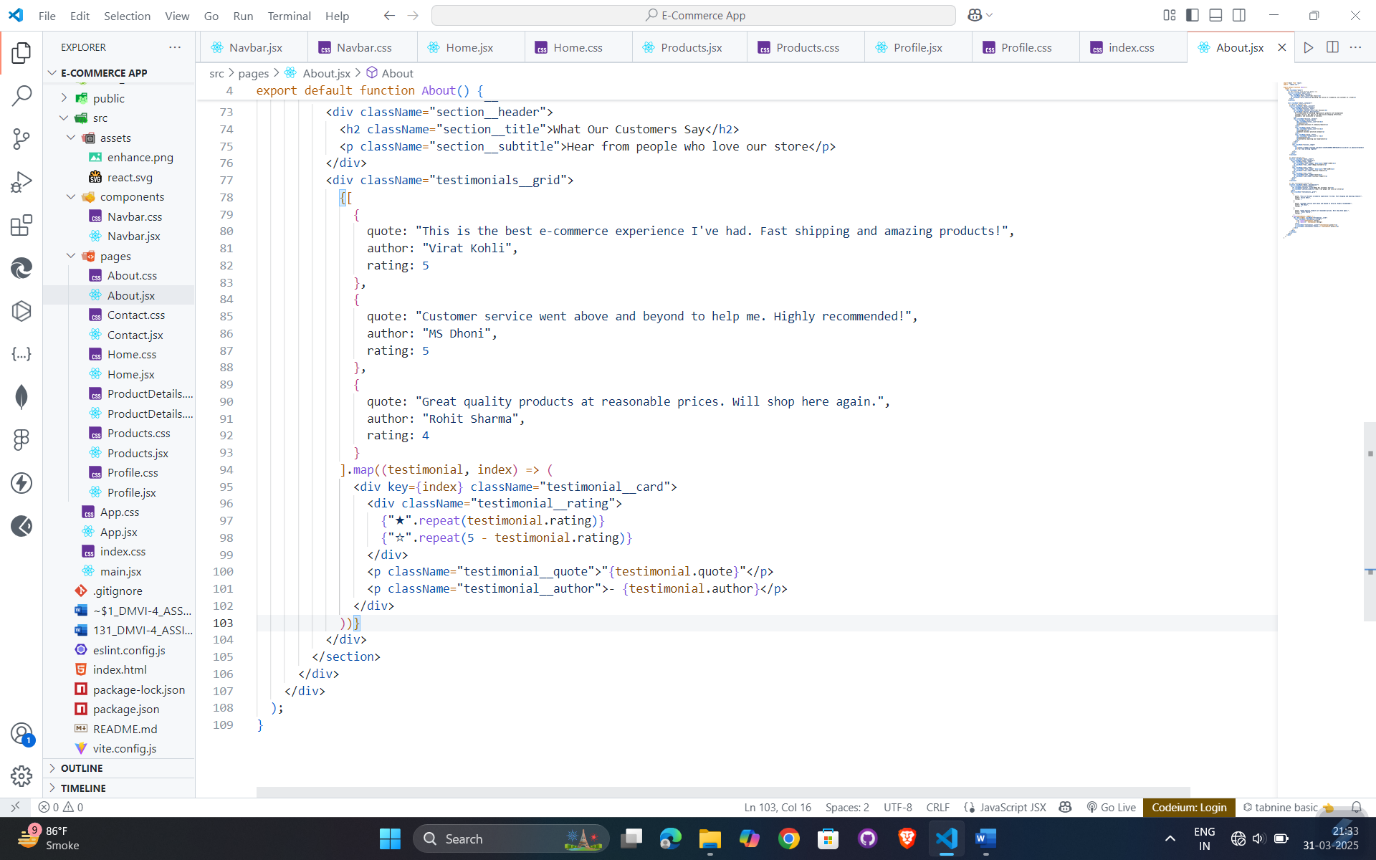 File Edit Selection View Go Run Terminal Help
E-Commerce App
EXPLORER
Navbar.jsx Navbar.css Home.jsx Home.css Products.jsx Products.css Profile.jsx Profile.css index.css About.jsx
E-COMMERCE APP
src > pages > About.jsx > About
public
src
assets
enhance.png
react.svg
components
Navbar.css
Navbar.jsx
pages
About.css
About.jsx
Contact.css
Contact.jsx
Home.css
Home.jsx
ProductDetails....
ProductDetails....
Products.css
Products.jsx
Profile.css
Profile.jsx
App.css
App.jsx
index.css
main.jsx
.gitignore
~$1_DMVI-4_ASS...
131_DMVI-4_ASSI...
eslint.config.js
index.html
package-lock.json
package.json
README.md
vite.config.js
OUTLINE
TIMELINE
4 export default function About() {
73 <div className="section__header">
74 <h2 className="section__title">What Our Customers Say</h2>
75 <p className="section__subtitle">Hear from people who love our Store</p>
76 </div>
77 <div className="testimonials__grid">
78 {[
79 {
80 quote: "This is the best e-commerce experience I've had. Fast shipping and amazing products!",
81 author: "Virat Kohli",
82 rating: 5
83 },
84 {
85 quote: "Customer service went above and beyond to help me. Highly recommended!",
86 author: "MS Dhoni",
87 rating: 5
88 },
89 {
90 quote: "Great quality products at reasonable prices. Will shop here again.",
91 author: "Rohit Sharma",
92 rating: 4
93 }
94 ].map((testimonial, index) => (
95 <div key={index} className="testimonial__card">
96 <div className="testimonial__rating">
97 {"★".repeat(testimonial.rating)}
98 {"☆".repeat(5 - testimonial.rating)}
99 </div>
100 <p className="testimonial__quote">"{testimonial.quote}"</p>
101 <p className="testimonial__author">- {testimonial.author}</p>
102 </div>
103 ))}
104 </div>
105 </section>
106 </div>
107 </div>
108 );
109 }
0 0 Ln 103, Col 16 Spaces: 2 UTF-8 CRLF JavaScript JSX Go Live Codeium: Login tabnine basic
1
9
86°F
Smoke
Search
ENG
IN
21:33
31-03-2025